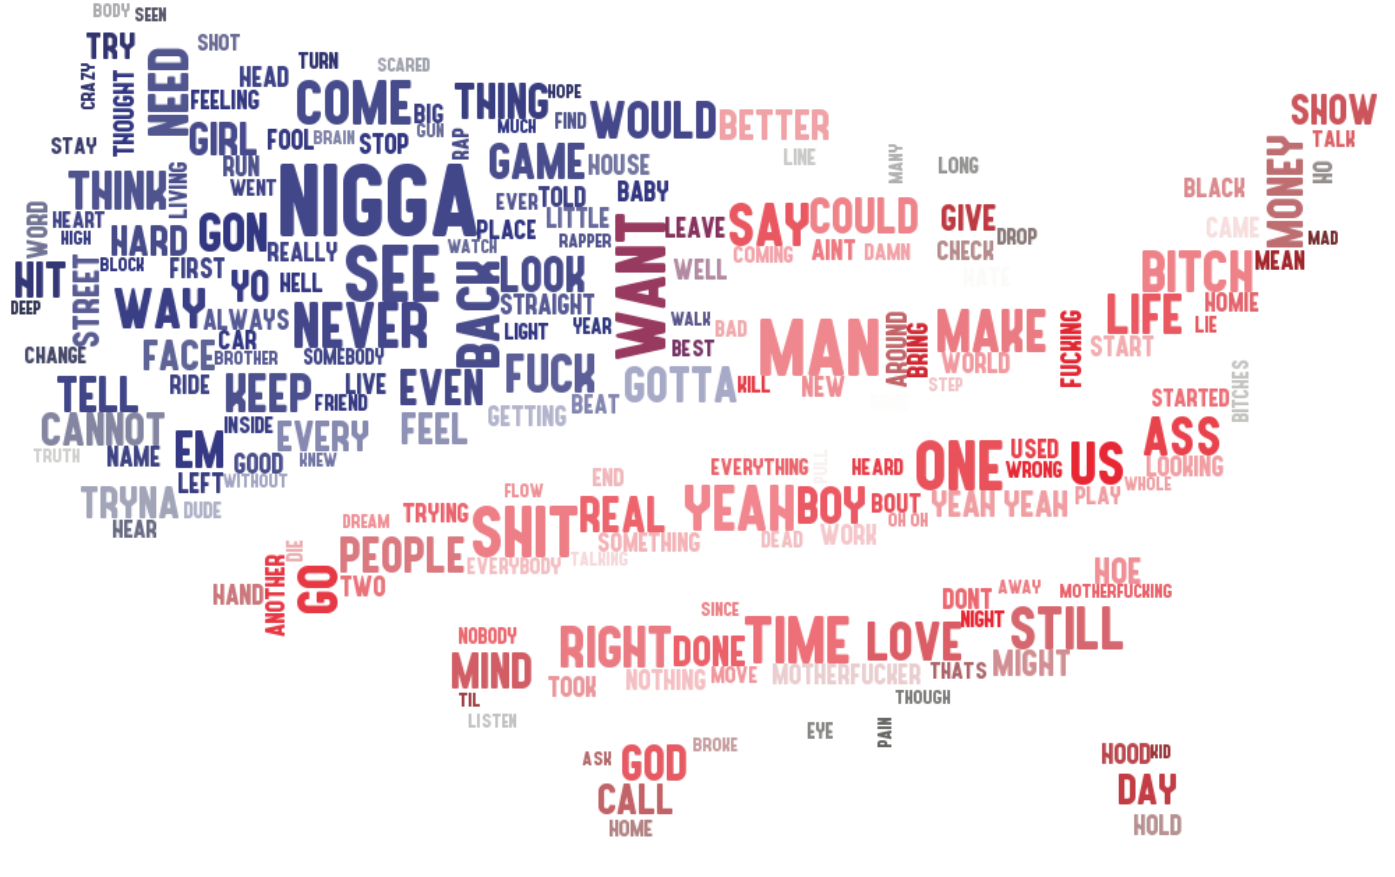 BODY
SEEN
TRY
SHOT
NEED
CRAZY
THOUGHT
HEAD
TURN
SCARED
FEELING
COME
BIG
GUN
THING
HOPE
MUCH
FIND
WOULD
BETTER
LINE
MANY
LONG
SHOW
TALK
HO
MONEY
STAY
GIRL
FOOL
BRAIN
STOP
RAP
GAME
HOUSE
RUN
WENT
THINK
LIVING
NIGGA
EVER
TOLD
BABY
BLACK
WORD
HEART
HIGH
HARD
GON
REALLY
PLACE
LITTLE
RAPPER
WATCH
WANT
LEAVE
SAY
COULD
GIVE
DROP
CAME
MAD
COMING
AINT
DAMN
CHECK
HATE
MEAN
BITCH
HIT
DEEP
STREET
BLOCK
FIRST
YO
HELL
SEE
BACK
LOOK
STRAIGHT
WELL
WAY
ALWAYS
NEVER
LIGHT
YEAR
WALK
BAD
BEST
MAN
AROUND
BRING
MAKE
WORLD
FUCKING
LIFE
HOMIE
LIE
START
CHANGE
FACE
CAR
BROTHER
SOMEBODY
FUCK
GOTTA
KILL
NEW
STEP
BITCHES
STARTED
TELL
RIDE
KEEP
LIVE
FRIEND
EVEN
GETTING
BEAT
CANNOT
INSIDE
EVERY
FEEL
ASS
TRUTH
NAME
EM
GOOD
KNEW
LEFT
WITHOUT
EVERYTHING
FULL
HEARD
ONE
USED
WRONG
US
LOOKING
WHOLE
TRYNA
DUDE
HEAR
FLOW
END
DREAM
TRYING
SHIT
REAL
YEAH
BOY
BOUT
OH OH
YEAH YEAH
PLAY
DIE
PEOPLE
EVERYBODY
SOMETHING
TALKING
DEAD
WORK
HAND
ANOTHER
GO
TWO
HOE
MOTHERFUCKING
AWAY
DONT
SINCE
NIGHT
NOBODY
RIGHT
DONE
TIME
LOVE
STILL
MIND
TIL
TOOK
NOTHING
MOVE
MOTHERFUCKER
THATS
MIGHT
LISTEN
THOUGH
EYE
PAIN
ASK
GOD
BROKE
HOOD
KID
CALL
DAY
HOME
HOLD